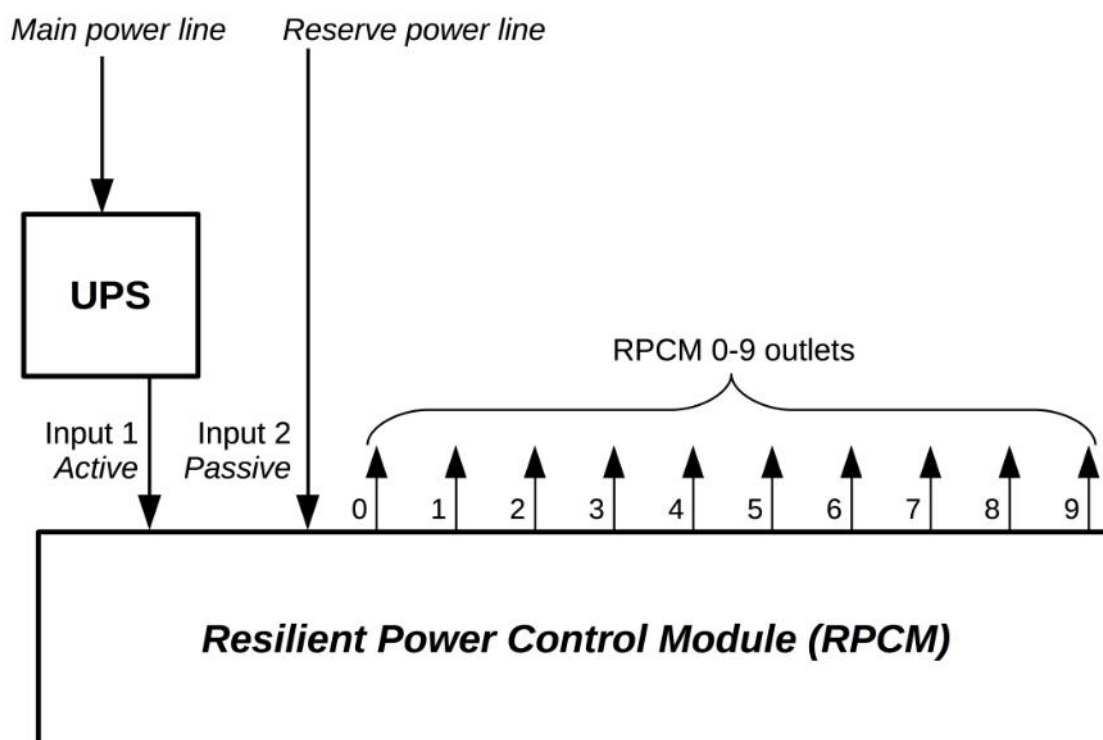 Main power line
Reserve power line
UPS
RPCM 0-9 outlets
Input 1
Active
Input 2
Passive
0 1 2 3 4 5 6 7 8 9
Resilient Power Control Module (RPCM)